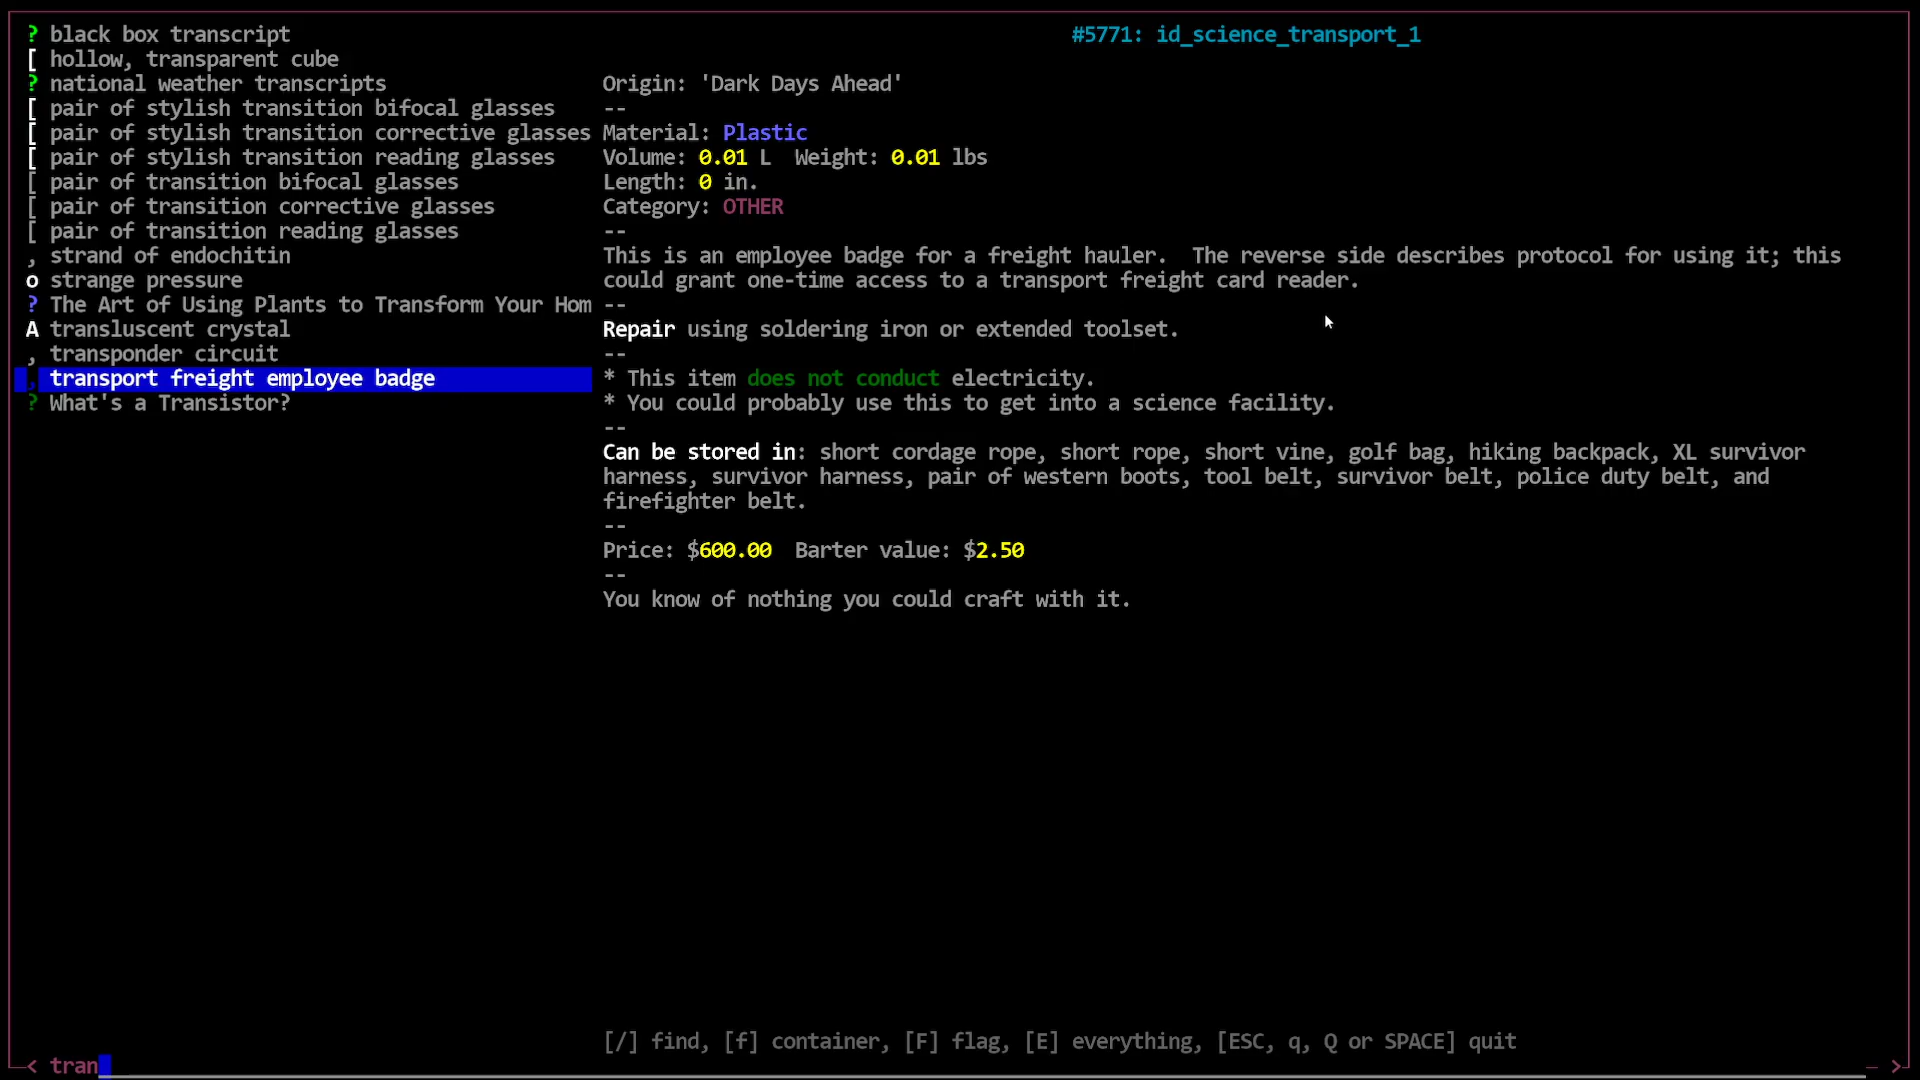 ? black box transcript
[ hollow, transparent cube
? national weather transcripts
[ pair of stylish transition bifocal glasses
[ pair of stylish transition corrective glasses
[ pair of stylish transition reading glasses
[ pair of transition bifocal glasses
[ pair of transition corrective glasses
[ pair of transition reading glasses
, strand of endochitin
o strange pressure
? The Art of Using Plants to Transform Your Hom
A transluscent crystal
, transponder circuit
, transport freight employee badge
? What's a Transistor?
#5771: id_science_transport_1
Origin: 'Dark Days Ahead'
--
Material: Plastic
Volume: 0.01 L  Weight: 0.01 lbs
Length: 0 in.
Category: OTHER
--
This is an employee badge for a freight hauler.  The reverse side describes protocol for using it; this
could grant one-time access to a transport freight card reader.
--
Repair using soldering iron or extended toolset.
--
* This item does not conduct electricity.
* You could probably use this to get into a science facility.
--
Can be stored in: short cordage rope, short rope, short vine, golf bag, hiking backpack, XL survivor
harness, survivor harness, pair of western boots, tool belt, survivor belt, police duty belt, and
firefighter belt.
--
Price: $600.00  Barter value: $2.50
--
You know of nothing you could craft with it.
[/] find, [f] container, [F] flag, [E] everything, [ESC, q, Q or SPACE] quit
< tran >